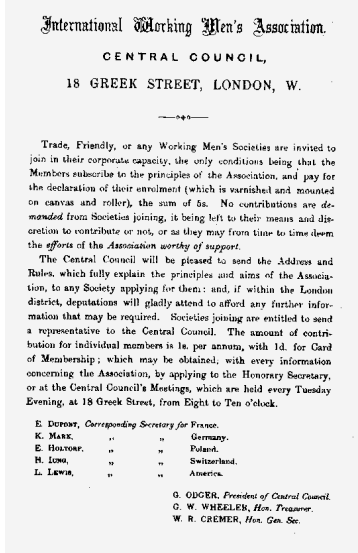 International Working Men's Association.
CENTRAL COUNCIL,
18 GREEK STREET, LONDON, W.
Trade, Friendly, or any Working Men's Societies are invited to
join in their corporate capacity, the only conditions being that the
Members subscribe to the principles of the Association, and pay for
the declaration of their enrolment (which is varnished and mounted
on canvas and roller), the sum of 5s. No contributions are de-
manded from Societies joining, it being left to their means and dis-
cretion to contribute or not, or as they may from time to time deem
the efforts of the Association worthy of support.
The Central Council will be pleased to send the Address and
Rules, which fully explain the principles and aims of the Associa-
tion, to any Society applying for them; and, if within the London
district, deputations will gladly attend to afford any further infor-
mation that may be required. Societies joining are entitled to send
a representative to the Central Council. The amount of contri-
bution for individual members is 1s. per annum, with 1d. for Card
of Membership; which may be obtained, with every information
concerning the Association, by applying to the Honorary Secretary,
or at the Central Council's Meetings, which are held every Tuesday
Evening, at 18 Greek Street, from Eight to Ten o'clock.
E. DUPONT, Corresponding Secretary for France.
K. MARX, „ „ Germany.
E. HOLTORP, „ „ Poland.
H. JUNG, „ „ Switzerland.
L. LEWIS, „ „ America.
G. ODGER, President of Central Council.
G. W. WHEELER, Hon. Treasurer.
W. R. CREMER, Hon. Gen. Sec.